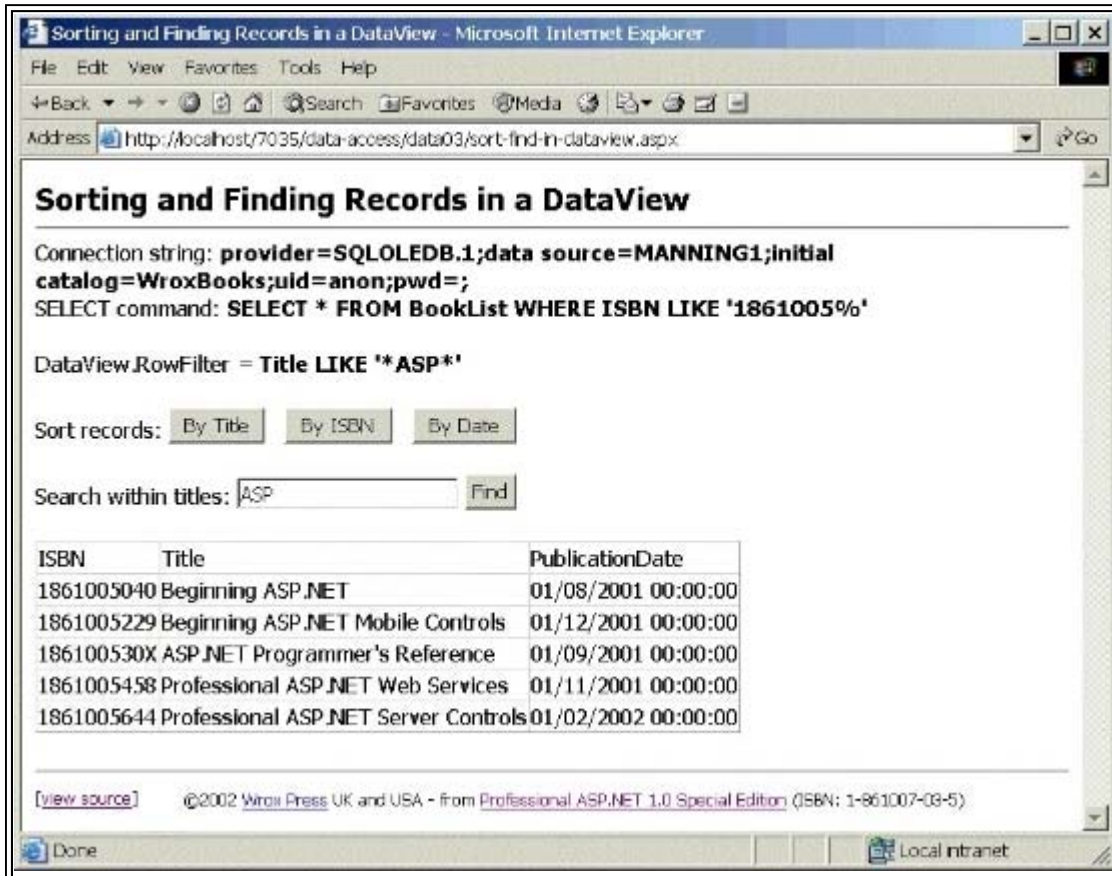 Sorting and Finding Records in a DataView - Microsoft Internet Explorer
File Edit View Favorites Tools Help
Back Search Favorites Media
Address http://localhost/7035/data-access/data03/sort-find-in-dataview.aspx Go
Sorting and Finding Records in a DataView
Connection string: provider=SQLOLEDB.1;data source=MANNING1;initial
catalog=WroxBooks;uid=anon;pwd=;
SELECT command: SELECT * FROM BookList WHERE ISBN LIKE '1861005%'
DataView.RowFilter = Title LIKE '*ASP*'
Sort records: By Title By ISBN By Date
Search within titles: ASP Find
ISBN Title PublicationDate
1861005040 Beginning ASP.NET 01/08/2001 00:00:00
1861005229 Beginning ASP.NET Mobile Controls 01/12/2001 00:00:00
186100530X ASP.NET Programmer's Reference 01/09/2001 00:00:00
1861005458 Professional ASP.NET Web Services 01/11/2001 00:00:00
1861005644 Professional ASP.NET Server Controls 01/02/2002 00:00:00
[view source] ©2002 Wrox Press UK and USA - from Professional ASP.NET 1.0 Special Edition (ISBN: 1-861007-03-5)
Done Local intranet